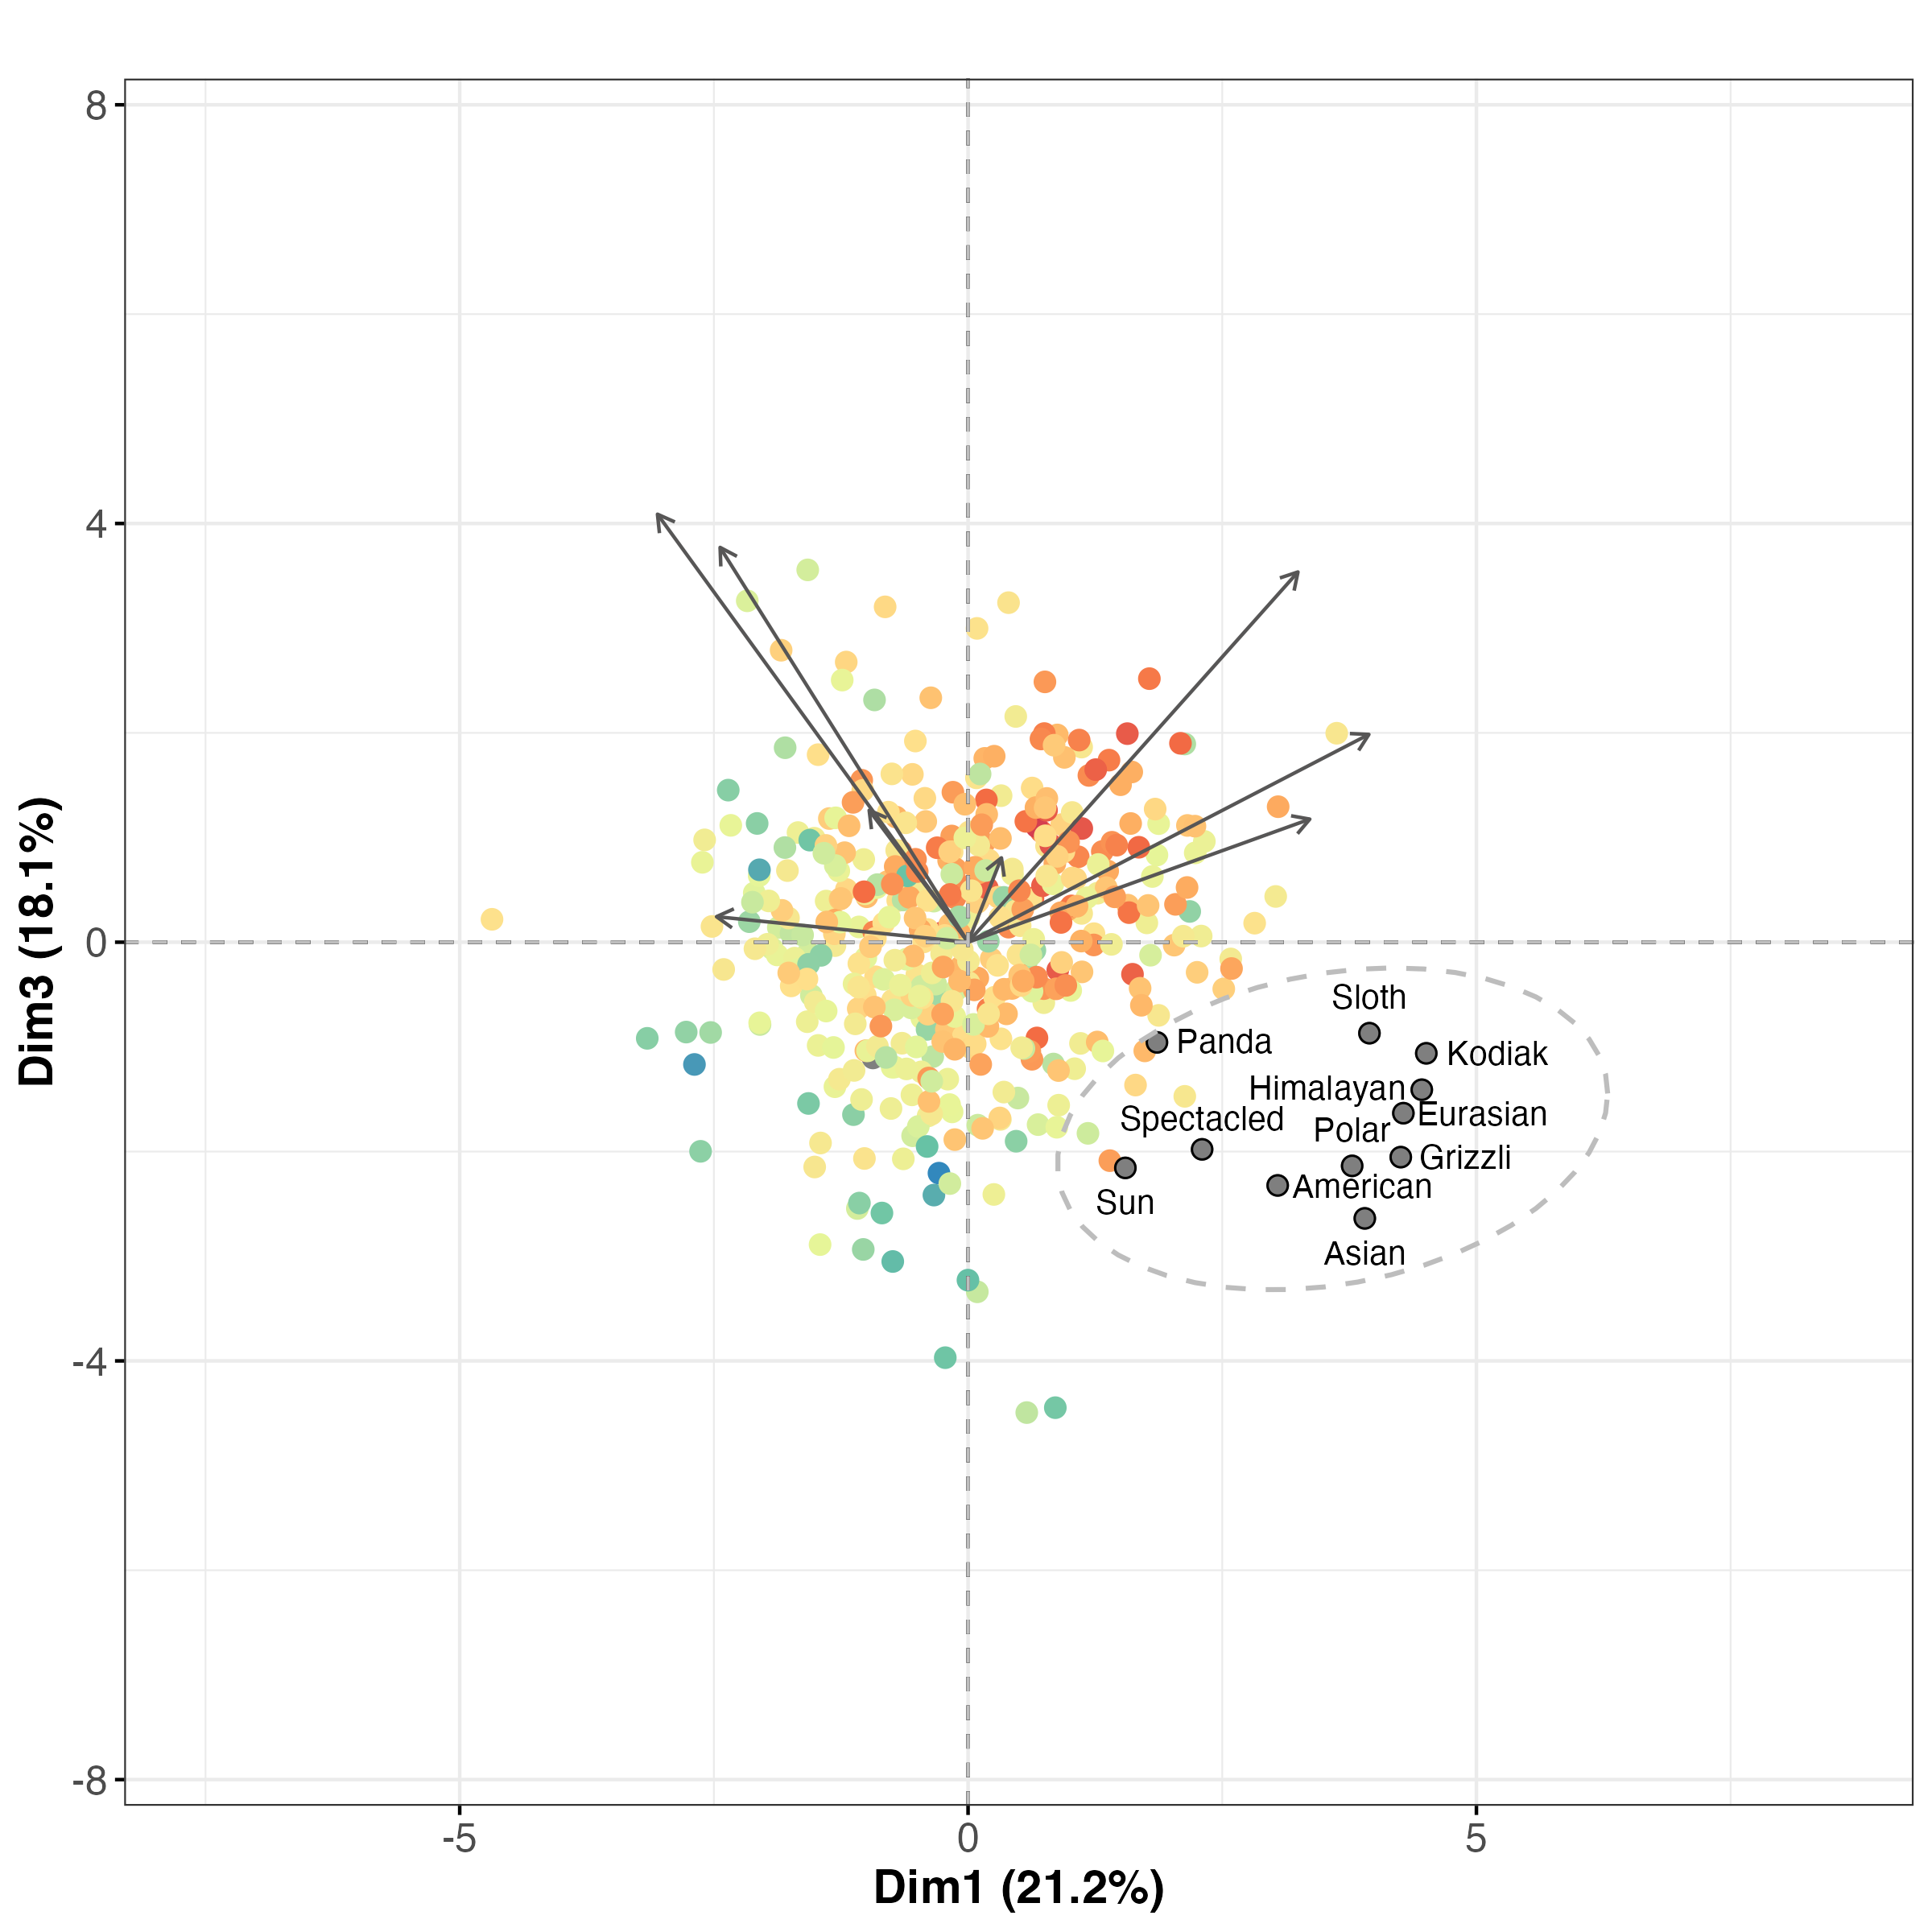 8
4
0
-4
-8
Dim3 (18.1%)
Sloth
Panda
Kodiak
Himalayan
Eurasian
Spectacled
Polar
Grizzli
American
Sun
Asian
-5
0
5
Dim1 (21.2%)